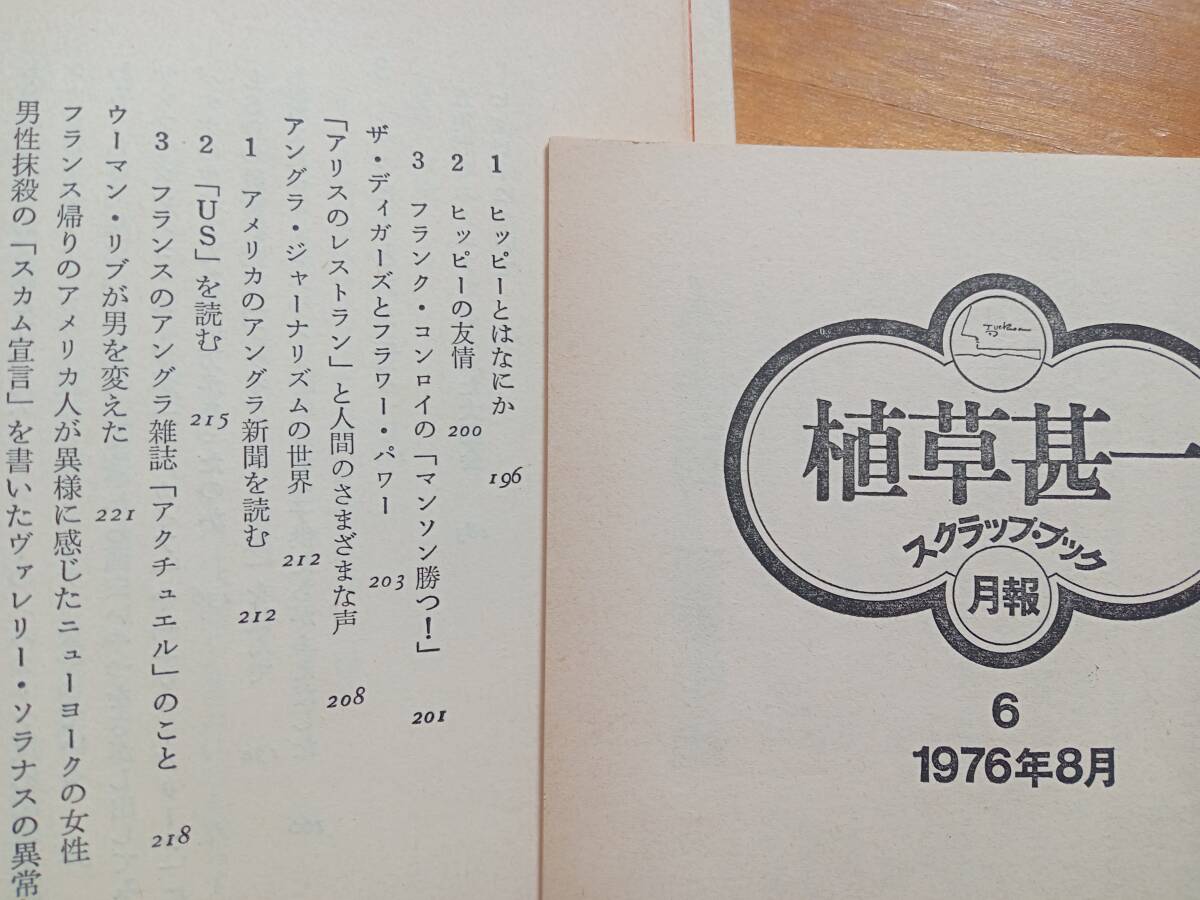 1 ヒッピーとはなにか 196
2 ヒッピーの友情 200
3 フランク・コンロイの「マンソン勝つ！」 201
ザ・ディガーズとフラワー・パワー 203
「アリスのレストラン」と人間のさまざまな声 208
アングラ・ジャーナリズムの世界 212
1 アメリカのアングラ新聞を読む 212
2 「US」を読む 215
3 フランスのアングラ雑誌「アクチュエル」のこと 218
ウーマン・リブが男を変えた 221
フランス帰りのアメリカ人が異様に感じたニューヨークの女性
男性抹殺の「スカム宣言」を書いたヴァレリー・ソラナスの異常
植草甚一
スクラップ・ブック
月報
6
1976年8月